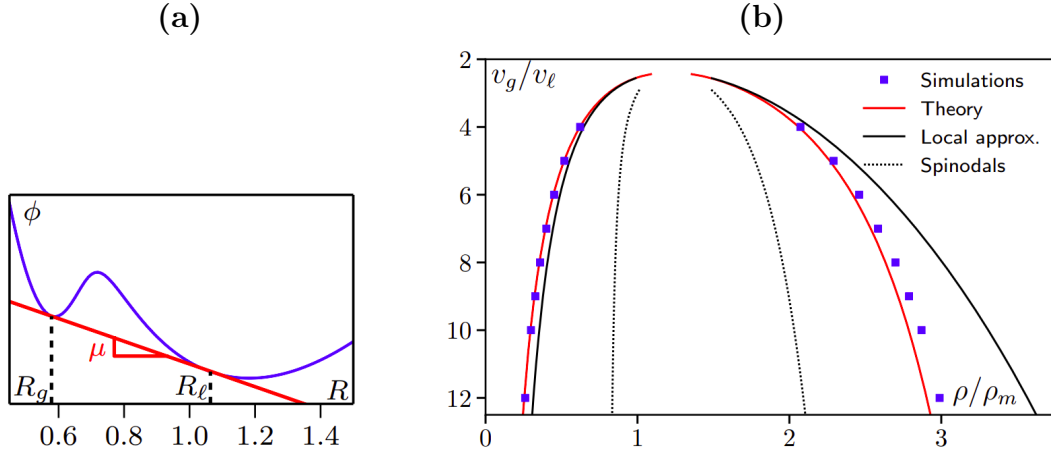 (a)
ϕ
μ
R_g
R_ℓ
R
0.6 0.8 1.0 1.2 1.4
(b)
v_g/v_ℓ
Simulations
Theory
Local approx.
Spinodals
2
4
6
8
10
12
ρ/ρ_m
0 1 2 3